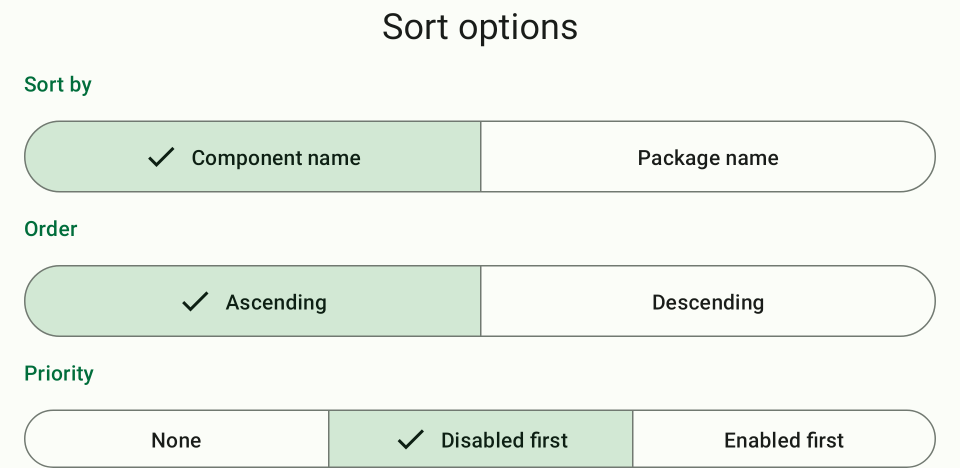 Sort options
Sort by
Component name Package name
Order
Ascending Descending
Priority
None Disabled first Enabled first